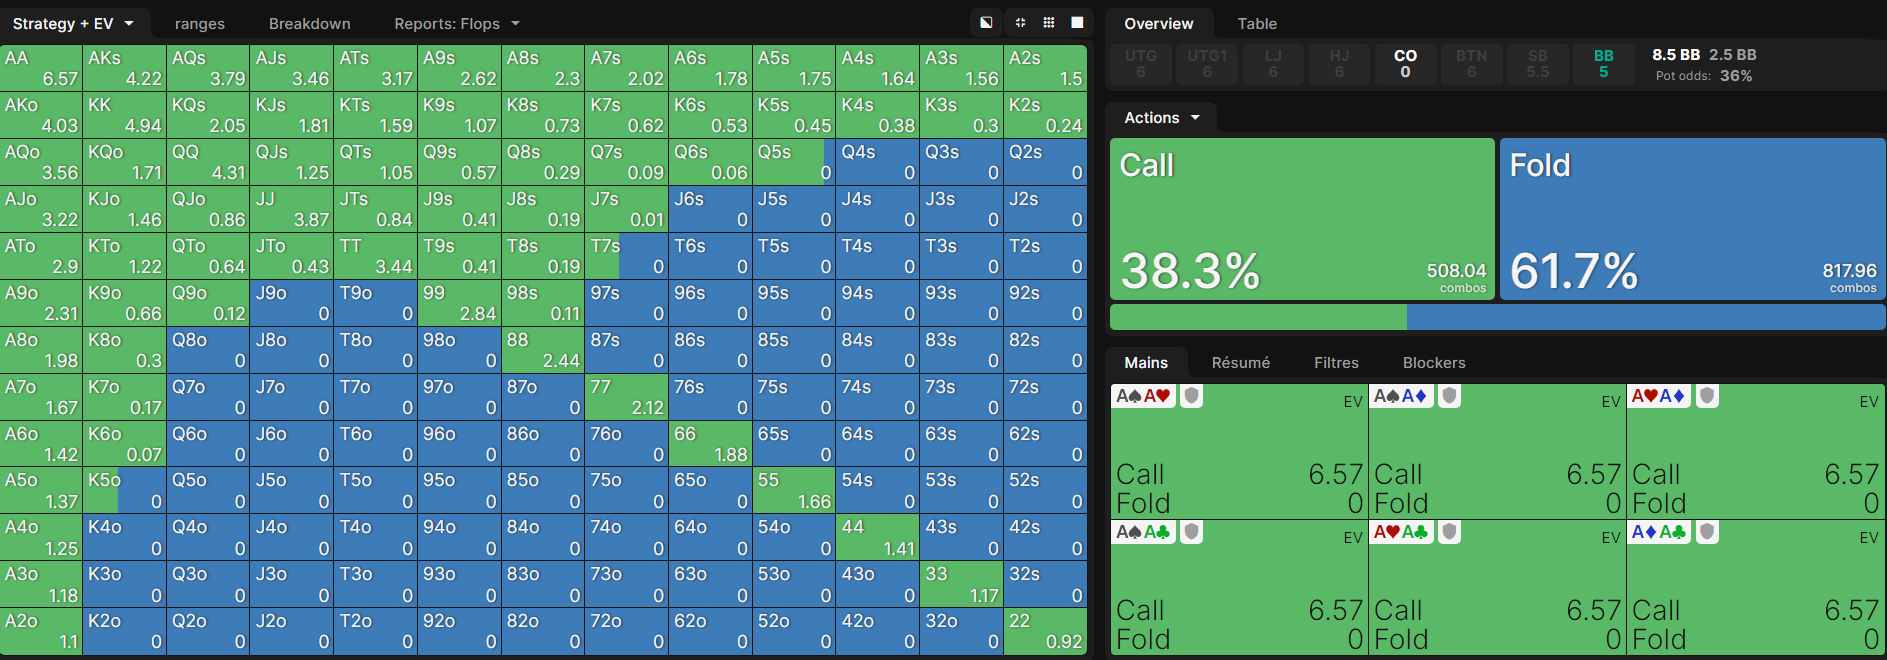 Strategy + EV ranges Breakdown Reports: Flops
AA AKs AQs AJs ATs A9s A8s A7s A6s A5s A4s A3s A2s
6.57 4.22 3.79 3.46 3.17 2.62 2.3 2.02 1.78 1.75 1.64 1.56 1.5
AKo KK KQs KJs KTs K9s K8s K7s K6s K5s K4s K3s K2s
4.03 4.94 2.05 1.81 1.59 1.07 0.73 0.62 0.53 0.45 0.38 0.3 0.24
AQo KQo QQ QJs QTs Q9s Q8s Q7s Q6s Q5s Q4s Q3s Q2s
3.56 1.71 4.31 1.25 1.05 0.57 0.29 0.09 0.06 0 0 0 0
AJo KJo QJo JJ JTs J9s J8s J7s J6s J5s J4s J3s J2s
3.22 1.46 0.86 3.87 0.84 0.41 0.19 0.01 0 0 0 0 0
ATo KTo QTo JTo TT T9s T8s T7s T6s T5s T4s T3s T2s
2.9 1.22 0.64 0.43 3.44 0.41 0.19 0 0 0 0 0 0
A9o K9o Q9o J9o T9o 99 98s 97s 96s 95s 94s 93s 92s
2.31 0.66 0.12 0 0 2.84 0.11 0 0 0 0 0 0
A8o K8o Q8o J8o T8o 98o 88 87s 86s 85s 84s 83s 82s
1.98 0.3 0 0 0 0 2.44 0 0 0 0 0 0
A7o K7o Q7o J7o T7o 97o 87o 77 76s 75s 74s 73s 72s
1.67 0.17 0 0 0 0 0 2.12 0 0 0 0 0
A6o K6o Q6o J6o T6o 96o 86o 76o 66 65s 64s 63s 62s
1.42 0.07 0 0 0 0 0 0 1.88 0 0 0 0
A5o K5o Q5o J5o T5o 95o 85o 75o 65o 55 54s 53s 52s
1.37 0 0 0 0 0 0 0 0 1.66 0 0 0
A4o K4o Q4o J4o T4o 94o 84o 74o 64o 54o 44 43s 42s
1.25 0 0 0 0 0 0 0 0 0 1.41 0 0
A3o K3o Q3o J3o T3o 93o 83o 73o 63o 53o 43o 33 32s
1.18 0 0 0 0 0 0 0 0 0 0 1.17 0
A2o K2o Q2o J2o T2o 92o 82o 72o 62o 52o 42o 32o 22
1.1 0 0 0 0 0 0 0 0 0 0 0 0.92
Overview Table
UTG UTG1 LJ HJ CO BTN SB BB
6 6 6 6 0 6 5.5 5
8.5 BB 2.5 BB
Pot odds: 36%
Actions
Call Fold
38.3% 508.04 combos 61.7% 817.96 combos
Mains Résumé Filtres Blockers
A♠A♥ EV A♠A♦ EV A♥A♦ EV
Call 6.57 Call 6.57 Call 6.57
Fold 0 Fold 0 Fold 0
A♠A♣ EV A♥A♣ EV A♦A♣ EV
Call 6.57 Call 6.57 Call 6.57
Fold 0 Fold 0 Fold 0